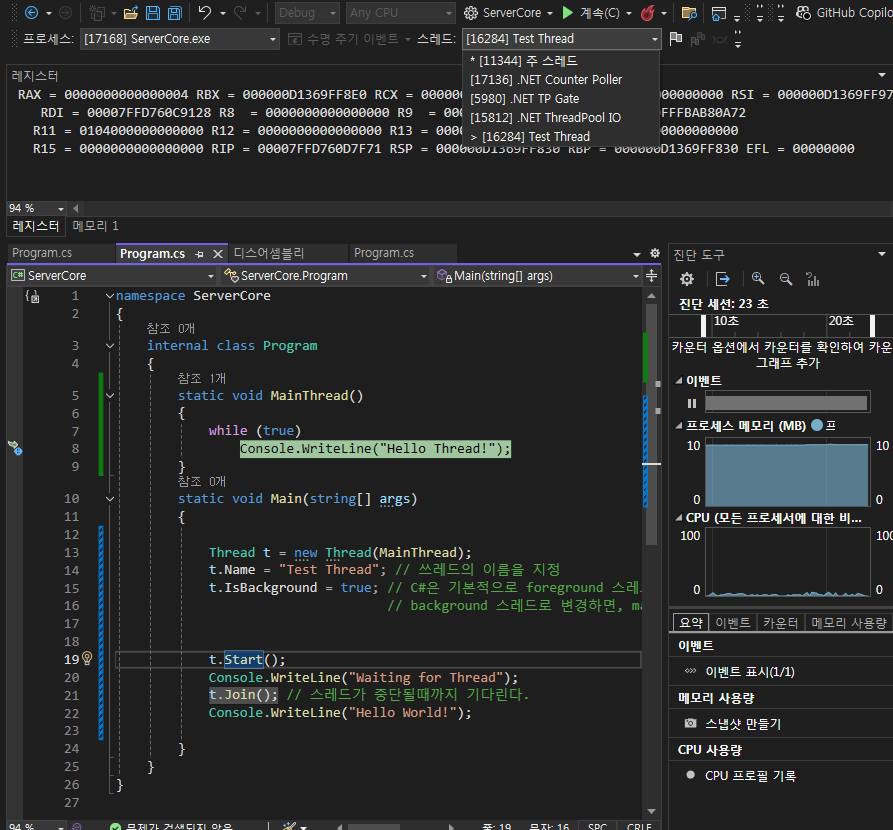 Debug Any CPU ServerCore 계속(C) GitHub Copilo
프로세스: [17168] ServerCore.exe 수명 주기 이벤트 스레드: [16284] Test Thread
* [11344] 주 스레드
[17136] .NET Counter Poller
[5980] .NET TP Gate
[15812] .NET ThreadPool IO
> [16284] Test Thread
레지스터
RAX = 0000000000000004 RBX = 000000D1369FF8E0 RCX = 00000 0000000000000000 RSI = 000000D1369FF97
RDI = 00007FFD760C9128 R8 = 0000000000000000 R9 = 000 FFFBAB80A72
R11 = 0104000000000000 R12 = 0000000000000000 R13 = 000 0000000000
R15 = 0000000000000000 RIP = 00007FFD760D7F71 RSP = 000000D1369FF830 RBP = 000000D1369FF830 EFL = 00000000
94 %
레지스터 메모리 1
Program.cs Program.cs 디스어셈블리 Program.cs
ServerCore ServerCore.Program Main(string[] args)
1 namespace ServerCore
2 {
참조 0개
3 internal class Program
4 {
참조 1개
5 static void MainThread()
6 {
7 while (true)
8 Console.WriteLine("Hello Thread!");
9 }
참조 0개
10 static void Main(string[] args)
11 {
12
13 Thread t = new Thread(MainThread);
14 t.Name = "Test Thread"; // 쓰레드의 이름을 지정
15 t.IsBackground = true; // C#은 기본적으로 foreground 스레
16 // background 스레드로 변경하면, ma
17
18
19 t.Start();
20 Console.WriteLine("Waiting for Thread");
21 t.Join(); // 스레드가 중단될때까지 기다린다.
22 Console.WriteLine("Hello World!");
23
24 }
25 }
26 }
27
94 % 문제가 검색되지 않음 줄: 19 문자: 16 SPC CRLF
진단 도구
진단 세션: 23 초
10초 20초
카운터 옵션에서 카운터를 확인하여 카운
그래프 추가
이벤트
프로세스 메모리 (MB) 프
10 10
0 0
CPU (모든 프로세서에 대한 비...
100 100
0 0
요약 이벤트 카운터 메모리 사용량
이벤트
이벤트 표시(1/1)
메모리 사용량
스냅샷 만들기
CPU 사용량
CPU 프로필 기록